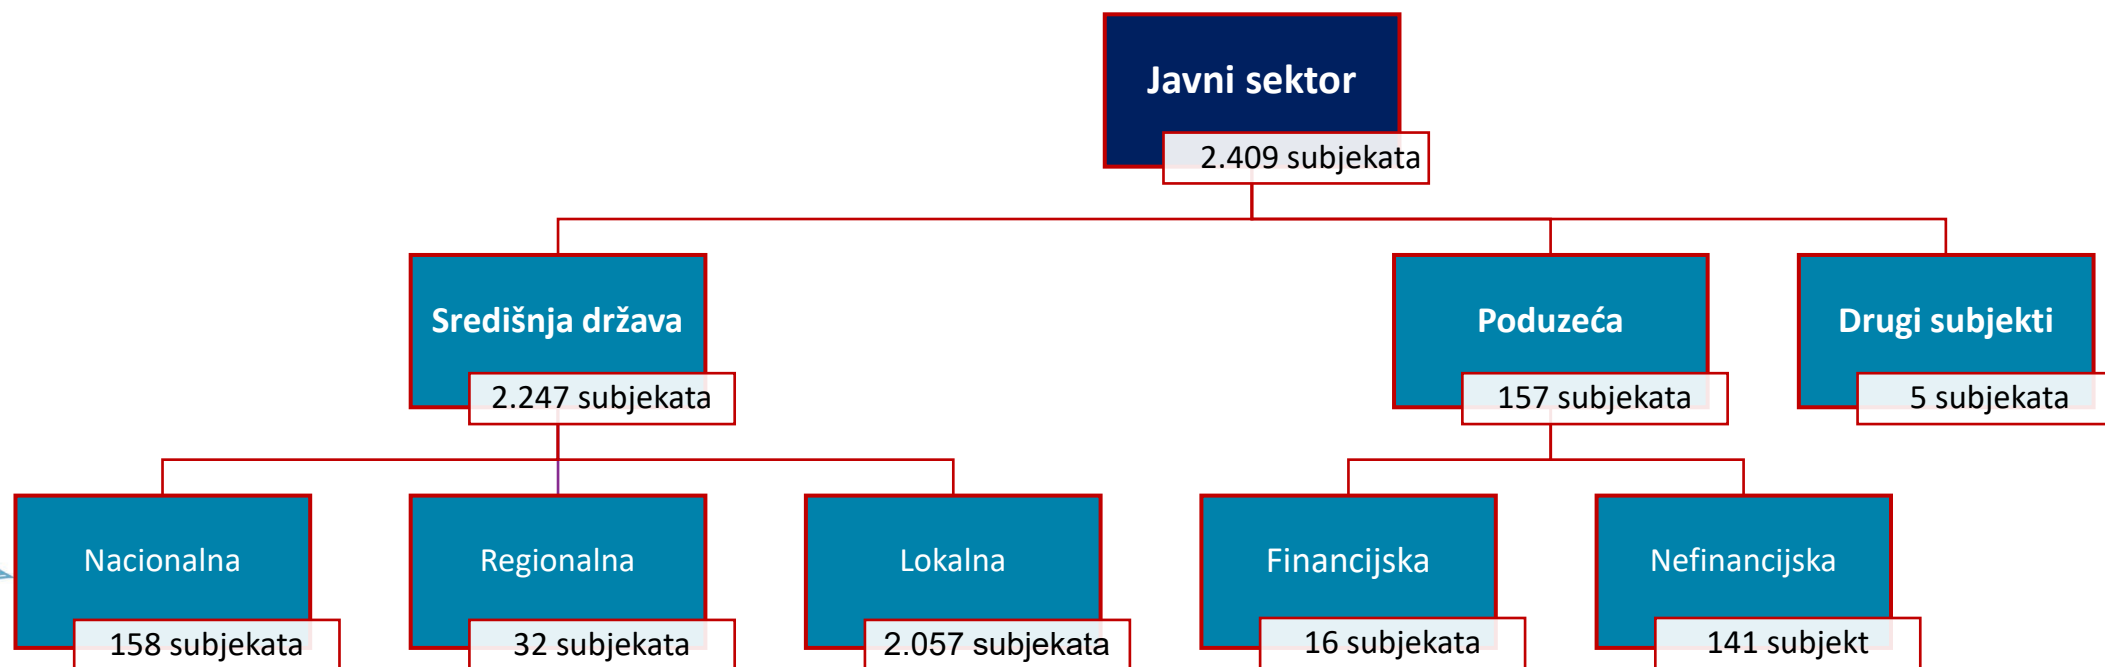 Javni sektor
2.409 subjekata
Središnja država
2.247 subjekata
Poduzeća
157 subjekata
Drugi subjekti
5 subjekata
Nacionalna
158 subjekata
Regionalna
32 subjekata
Lokalna
2.057 subjekata
Financijska
16 subjekata
Nefinancijska
141 subjekt